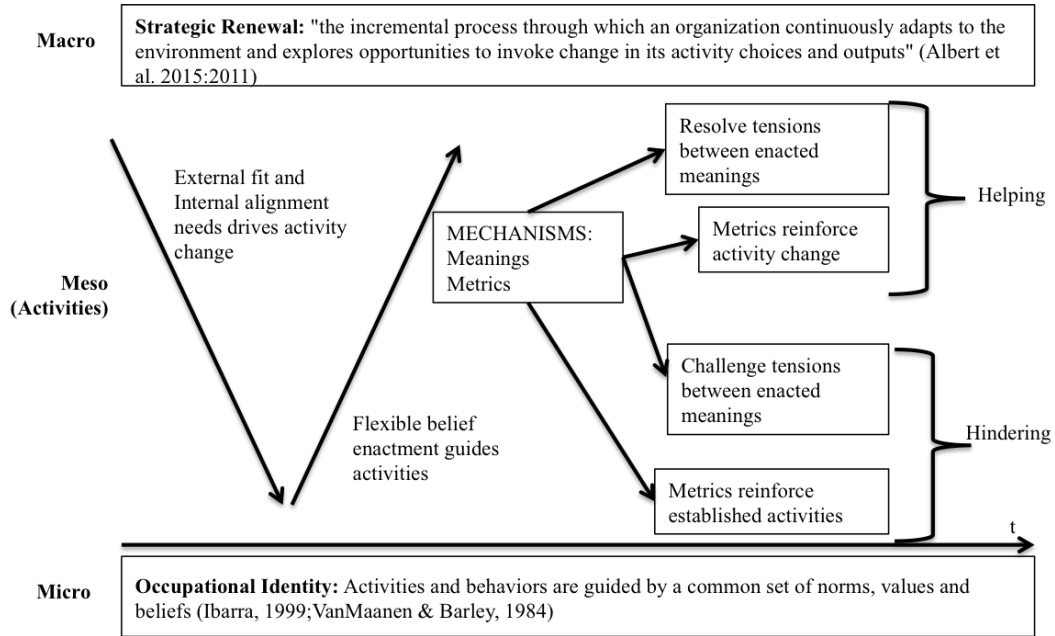 Macro
Strategic Renewal: "the incremental process through which an organization continuously adapts to the
environment and explores opportunities to invoke change in its activity choices and outputs" (Albert
et al. 2015:2011)
Resolve tensions
between enacted
meanings
External fit and
Internal alignment
needs drives activity
change
Helping
MECHANISMS:
Meanings
Metrics
Metrics reinforce
activity change
Meso
(Activities)
Challenge tensions
between enacted
meanings
Flexible belief
enactment guides
activities
Hindering
Metrics reinforce
established activities
t
Micro
Occupational Identity: Activities and behaviors are guided by a common set of norms, values and
beliefs (Ibarra, 1999;VanMaanen & Barley, 1984)